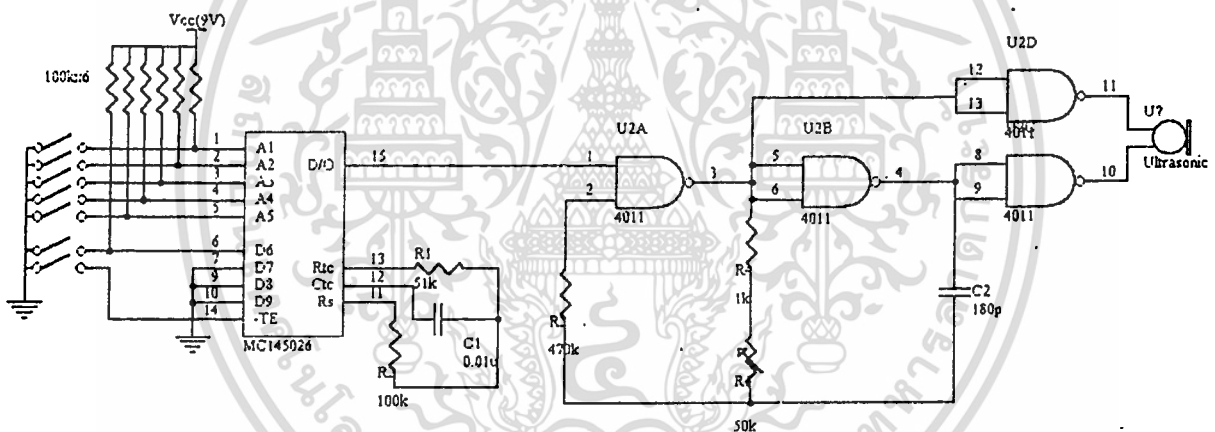 Vcc(9V)
100kx6
1
A1
2
A2
3
A3
4
A4
5
A5
6
D6
7
D7
9
D8
10
D9
14
-TE
D/O
15
Rtc
13
Ctc
12
Rs
11
MC145026
R1
51k
C1
0.01u
R
100k
U2A
1
2
3
4011
R
470k
U2B
5
6
4
4011
R
1k
R
50k
C2
180p
U2D
12
13
11
4011
8
9
10
4011
U?
Ultrasonic